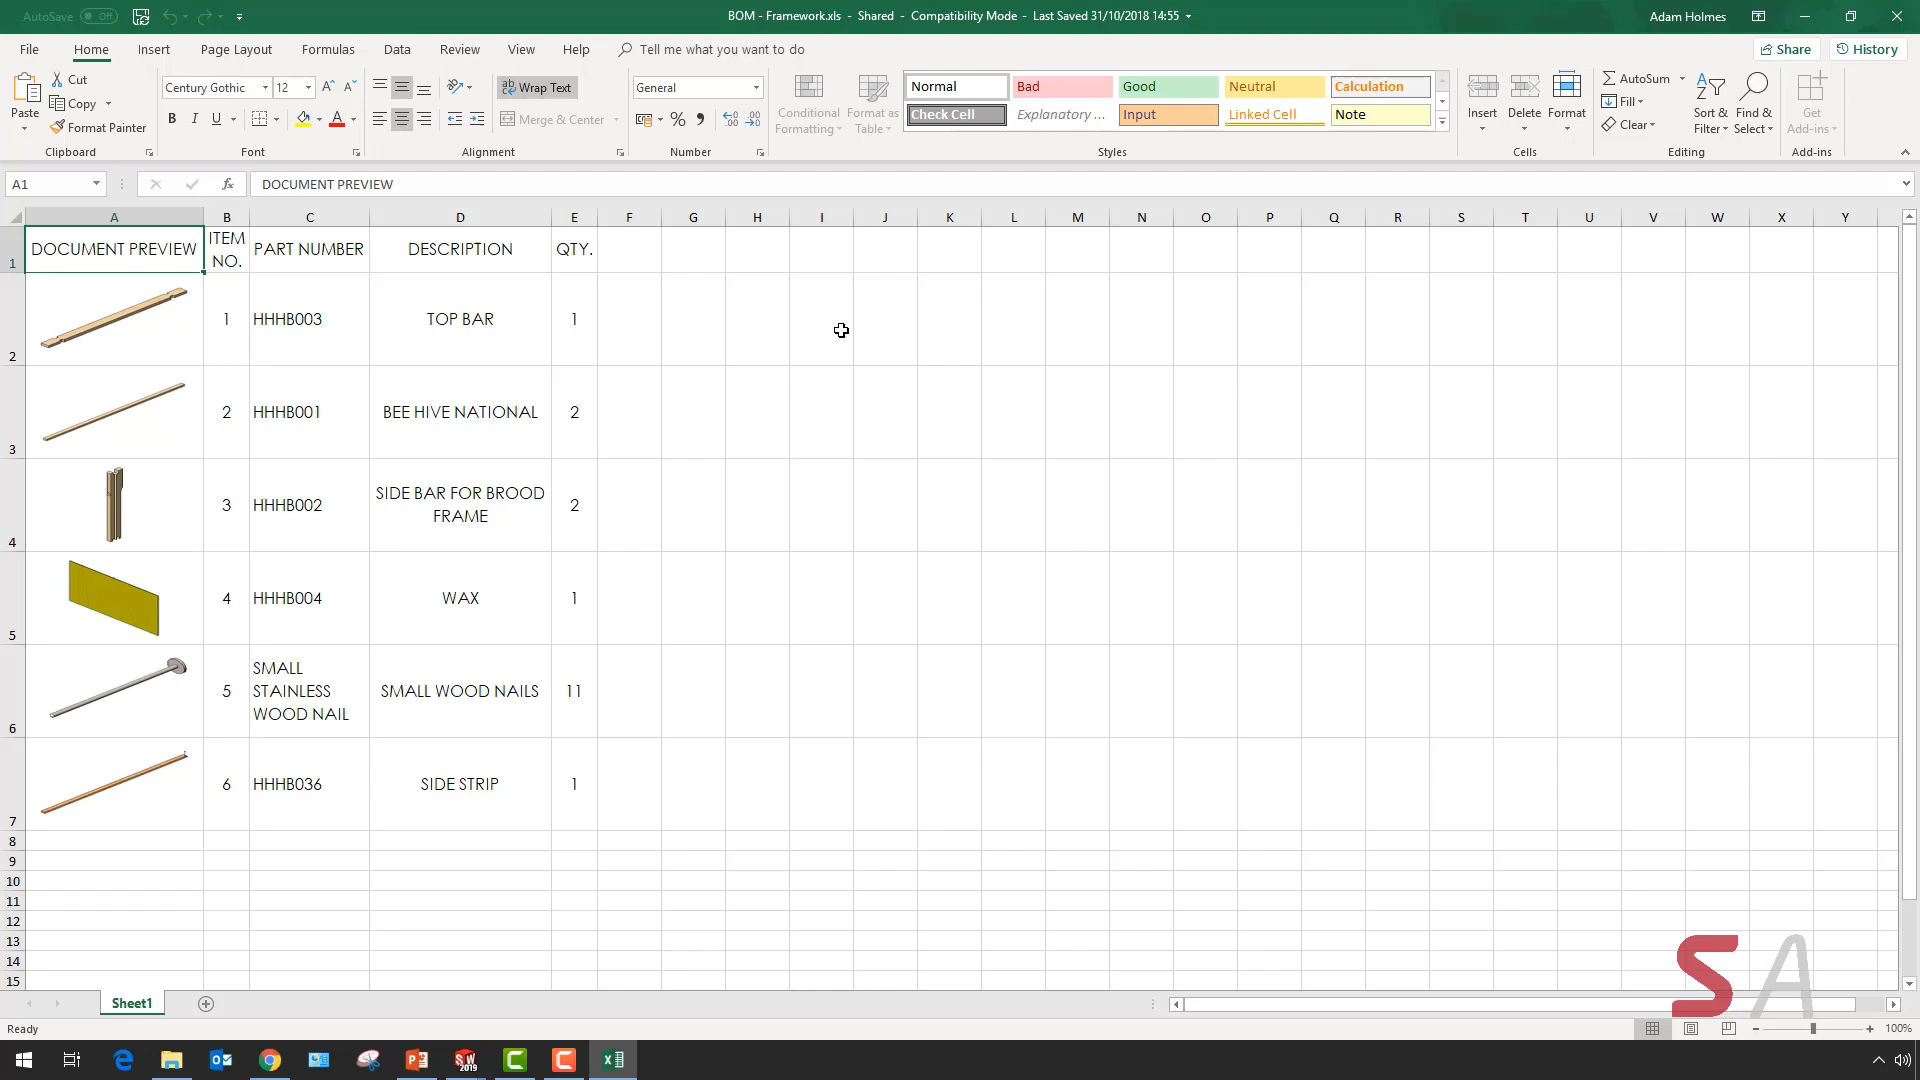 AutoSave Off
BOM - Framework.xls - Shared - Compatibility Mode - Last Saved 31/10/2018 14:55
Adam Holmes
File Home Insert Page Layout Formulas Data Review View Help Tell me what you want to do Share History
Paste
Cut
Copy
Format Painter
Clipboard
Century Gothic 12
B I U A
Font
Wrap Text
Merge & Center
Alignment
General
Number
Conditional Formatting
Format as Table
Normal Bad Good Neutral Calculation
Check Cell Explanatory ... Input Linked Cell Note
Styles
Insert Delete Format
Cells
AutoSum
Fill
Clear
Sort & Filter
Find & Select
Editing
Get Add-ins
Add-ins
A1 fx DOCUMENT PREVIEW
A B C D E F G H I J K L M N O P Q R S T U V W X Y
1 DOCUMENT PREVIEW ITEM NO. PART NUMBER DESCRIPTION QTY.
2 1 HHHB003 TOP BAR 1
3 2 HHHB001 BEE HIVE NATIONAL 2
4 3 HHHB002 SIDE BAR FOR BROOD FRAME 2
5 4 HHHB004 WAX 1
6 5 SMALL STAINLESS WOOD NAIL SMALL WOOD NAILS 11
7 6 HHHB036 SIDE STRIP 1
8
9
10
11
12
13
14
15
SA
Sheet1
Ready
100%
SW 2019